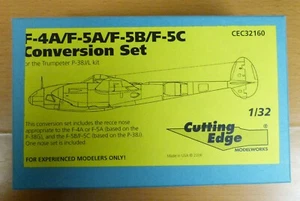 F-4A/F-5A/F-5B/F-5C
CEC32160
Conversion Set
for the Trumpeter P-38J/L kit
1/32
This conversion set includes the recce nose
appropriate to the F-4A or F-5A (based on the
P-38G), and the F-5B/F-5C (based on the P-38J).
One nose set is included.
Cutting
Edge
MODELWORKS
FOR EXPERIENCED MODELERS ONLY!